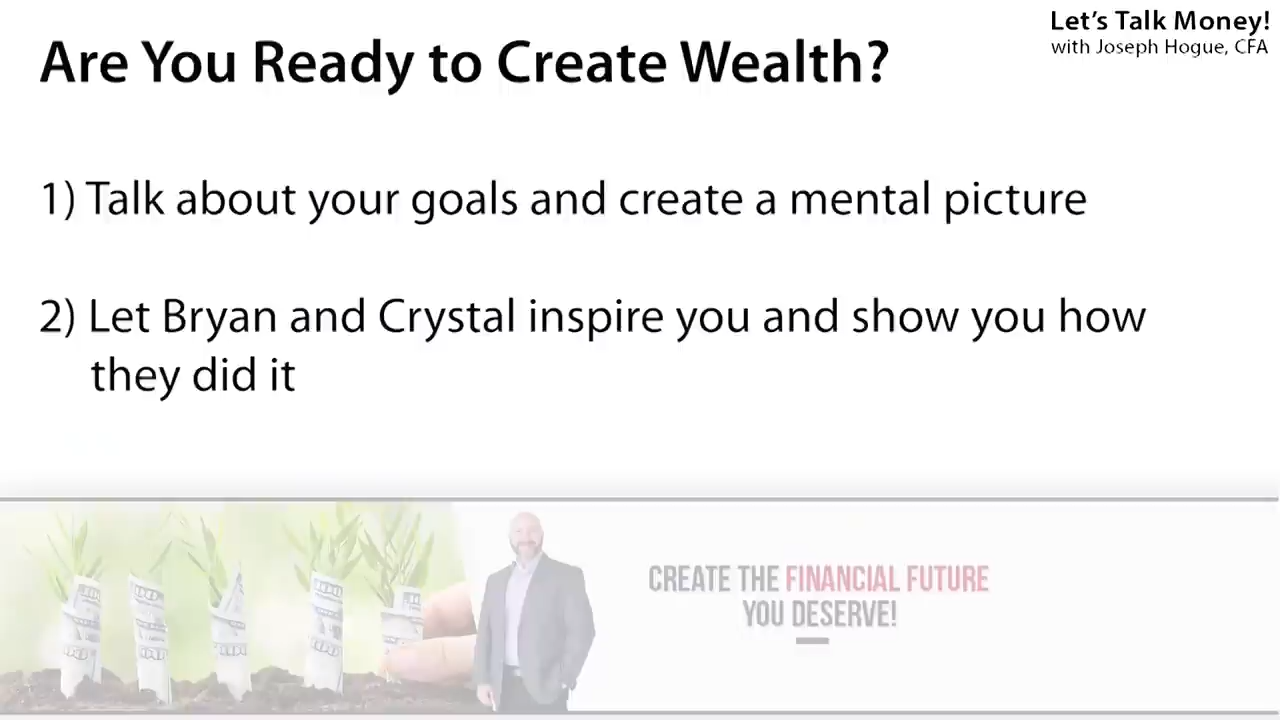 Let's Talk Money!
with Joseph Hogue, CFA
Are You Ready to Create Wealth?
1) Talk about your goals and create a mental picture
2) Let Bryan and Crystal inspire you and show you how
they did it
CREATE THE FINANCIAL FUTURE
YOU DESERVE!